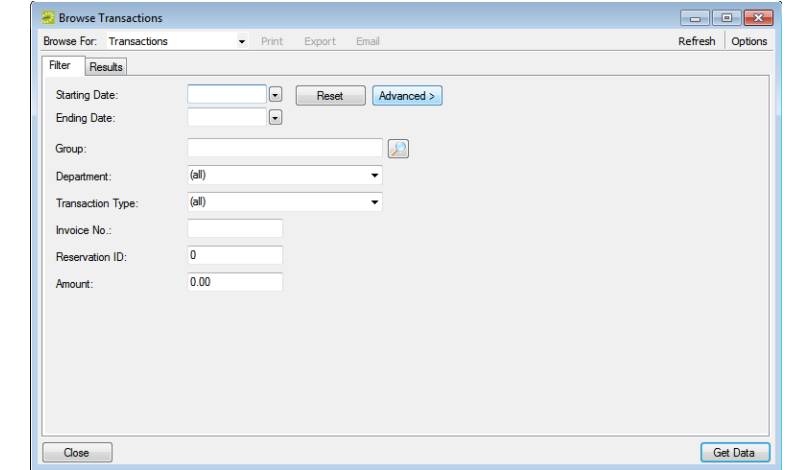 Browse Transactions
Browse For: Transactions Print Export Email Refresh Options
Filter Results
Starting Date: Reset Advanced >
Ending Date:
Group:
Department: (all)
Transaction Type: (all)
Invoice No.:
Reservation ID: 0
Amount: 0.00
Close Get Data